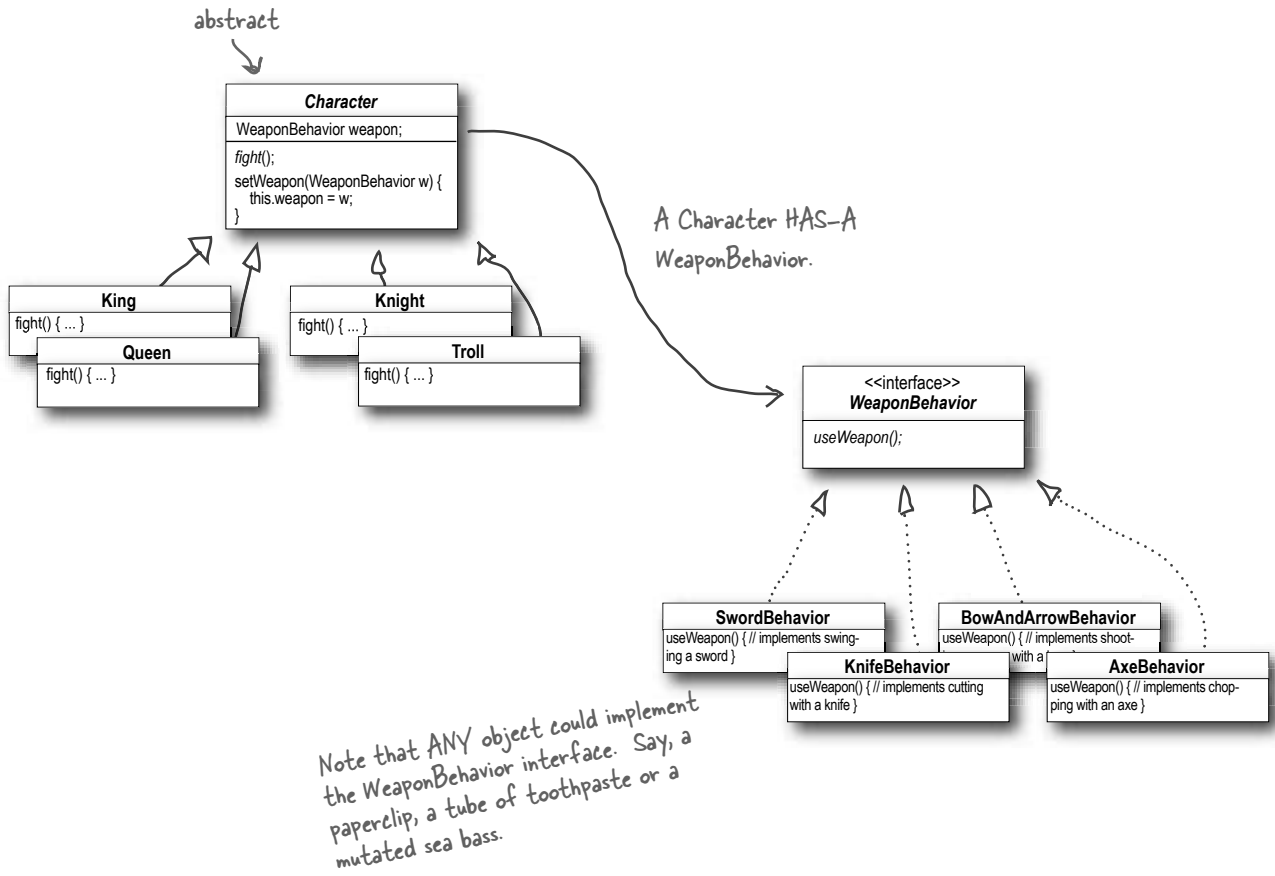 abstract
Character
WeaponBehavior weapon;
fight();
setWeapon(WeaponBehavior w) {
this.weapon = w;
}
A Character HAS-A
WeaponBehavior.
King
fight() { ... }
Queen
fight() { ... }
Knight
fight() { ... }
Troll
fight() { ... }
<<interface>>
WeaponBehavior
useWeapon();
SwordBehavior
useWeapon() { // implements swing-
ing a sword }
KnifeBehavior
useWeapon() { // implements cutting
with a knife }
BowAndArrowBehavior
useWeapon() { // implements shoot-
with a
AxeBehavior
useWeapon() { // implements chop-
ping with an axe }
Note that ANY object could implement
the WeaponBehavior interface. Say, a
paperclip, a tube of toothpaste or a
mutated sea bass.